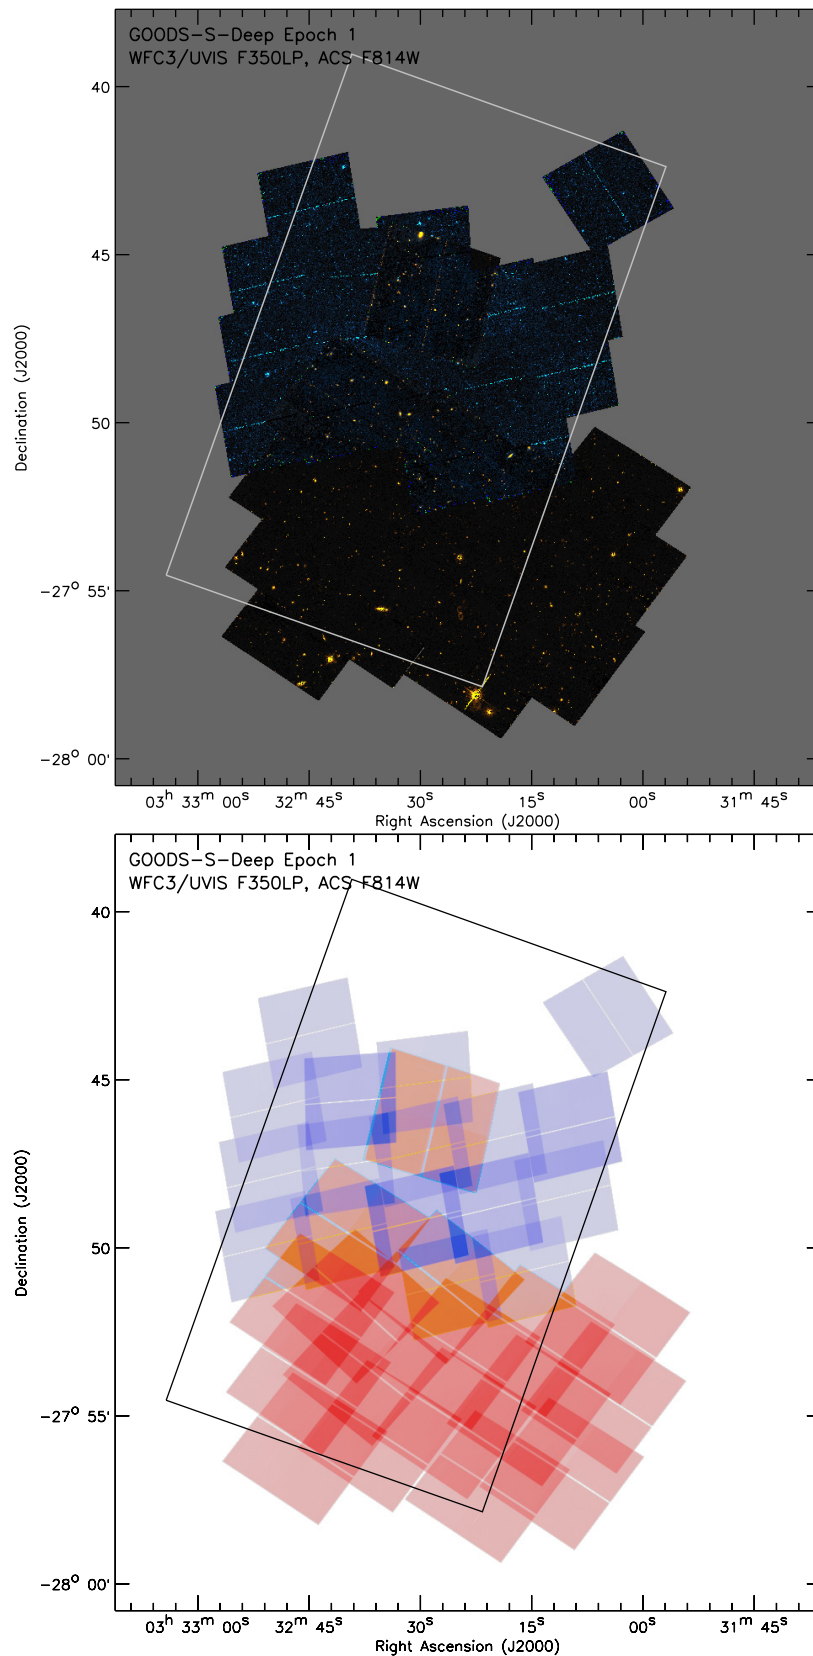 GOODS-S-Deep Epoch 1
WFC3/UVIS F350LP, ACS F814W
40
45
50
-27° 55'
-28° 00'
Declination (J2000)
03h 33m 00s 32m 45s 30s 15s 00s 31m 45s
Right Ascension (J2000)
GOODS-S-Deep Epoch 1
WFC3/UVIS F350LP, ACS F814W
40
45
50
-27° 55'
-28° 00'
Declination (J2000)
03h 33m 00s 32m 45s 30s 15s 00s 31m 45s
Right Ascension (J2000)